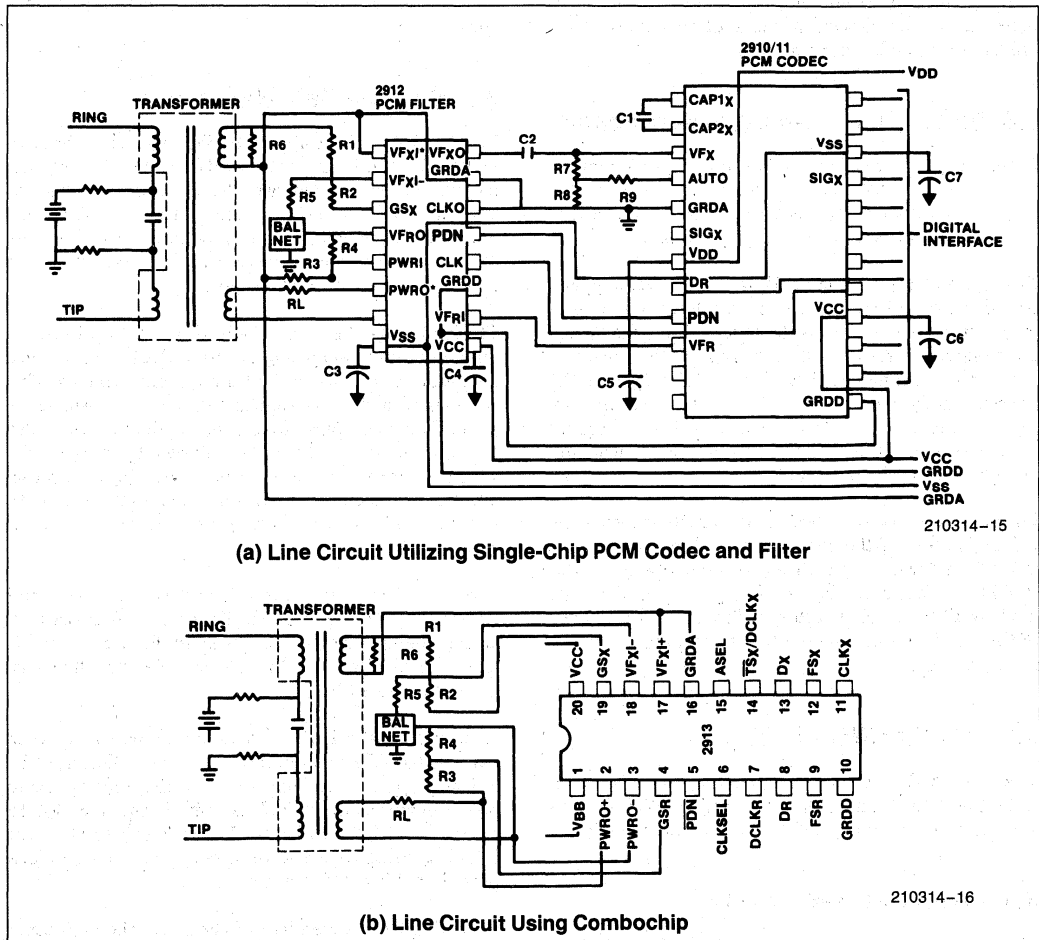 2910/11
PCM CODEC
VDD
2912
PCM FILTER
TRANSFORMER
RING
R6
R1
R2
R5
BAL
NET
R4
R3
RL
TIP
VFXI+
VFXI-
GSX
VFRO
PWRI
PWRO+
VSS
VFXO
GRDA
CLKO
PDN
CLK
GRDD
VFRI
VCC
C3
C4
C2
C1
R7
R8
R9
C5
CAP1X
CAP2X
VFX
AUTO
GRDA
SIGX
VDD
DR
PDN
VFR
VSS
SIGX
VCC
GRDD
C7
DIGITAL
INTERFACE
C6
VCC
GRDD
VSS
GRDA
210314-15
(a) Line Circuit Utilizing Single-Chip PCM Codec and Filter
TRANSFORMER
RING
R1
R6
R5
R2
BAL
NET
R4
R3
RL
TIP
VCC
GSX
VFXI-
VFXI+
GRDA
ASEL
TSX/DCLKX
DX
FSX
CLKX
20 19 18 17 16 15 14 13 12 11
2913
1 2 3 4 5 6 7 8 9 10
VBB
PWRO+
PWRO-
GSR
PDN
CLKSEL
DCLKR
DR
FSR
GRDD
210314-16
(b) Line Circuit Using Combochip